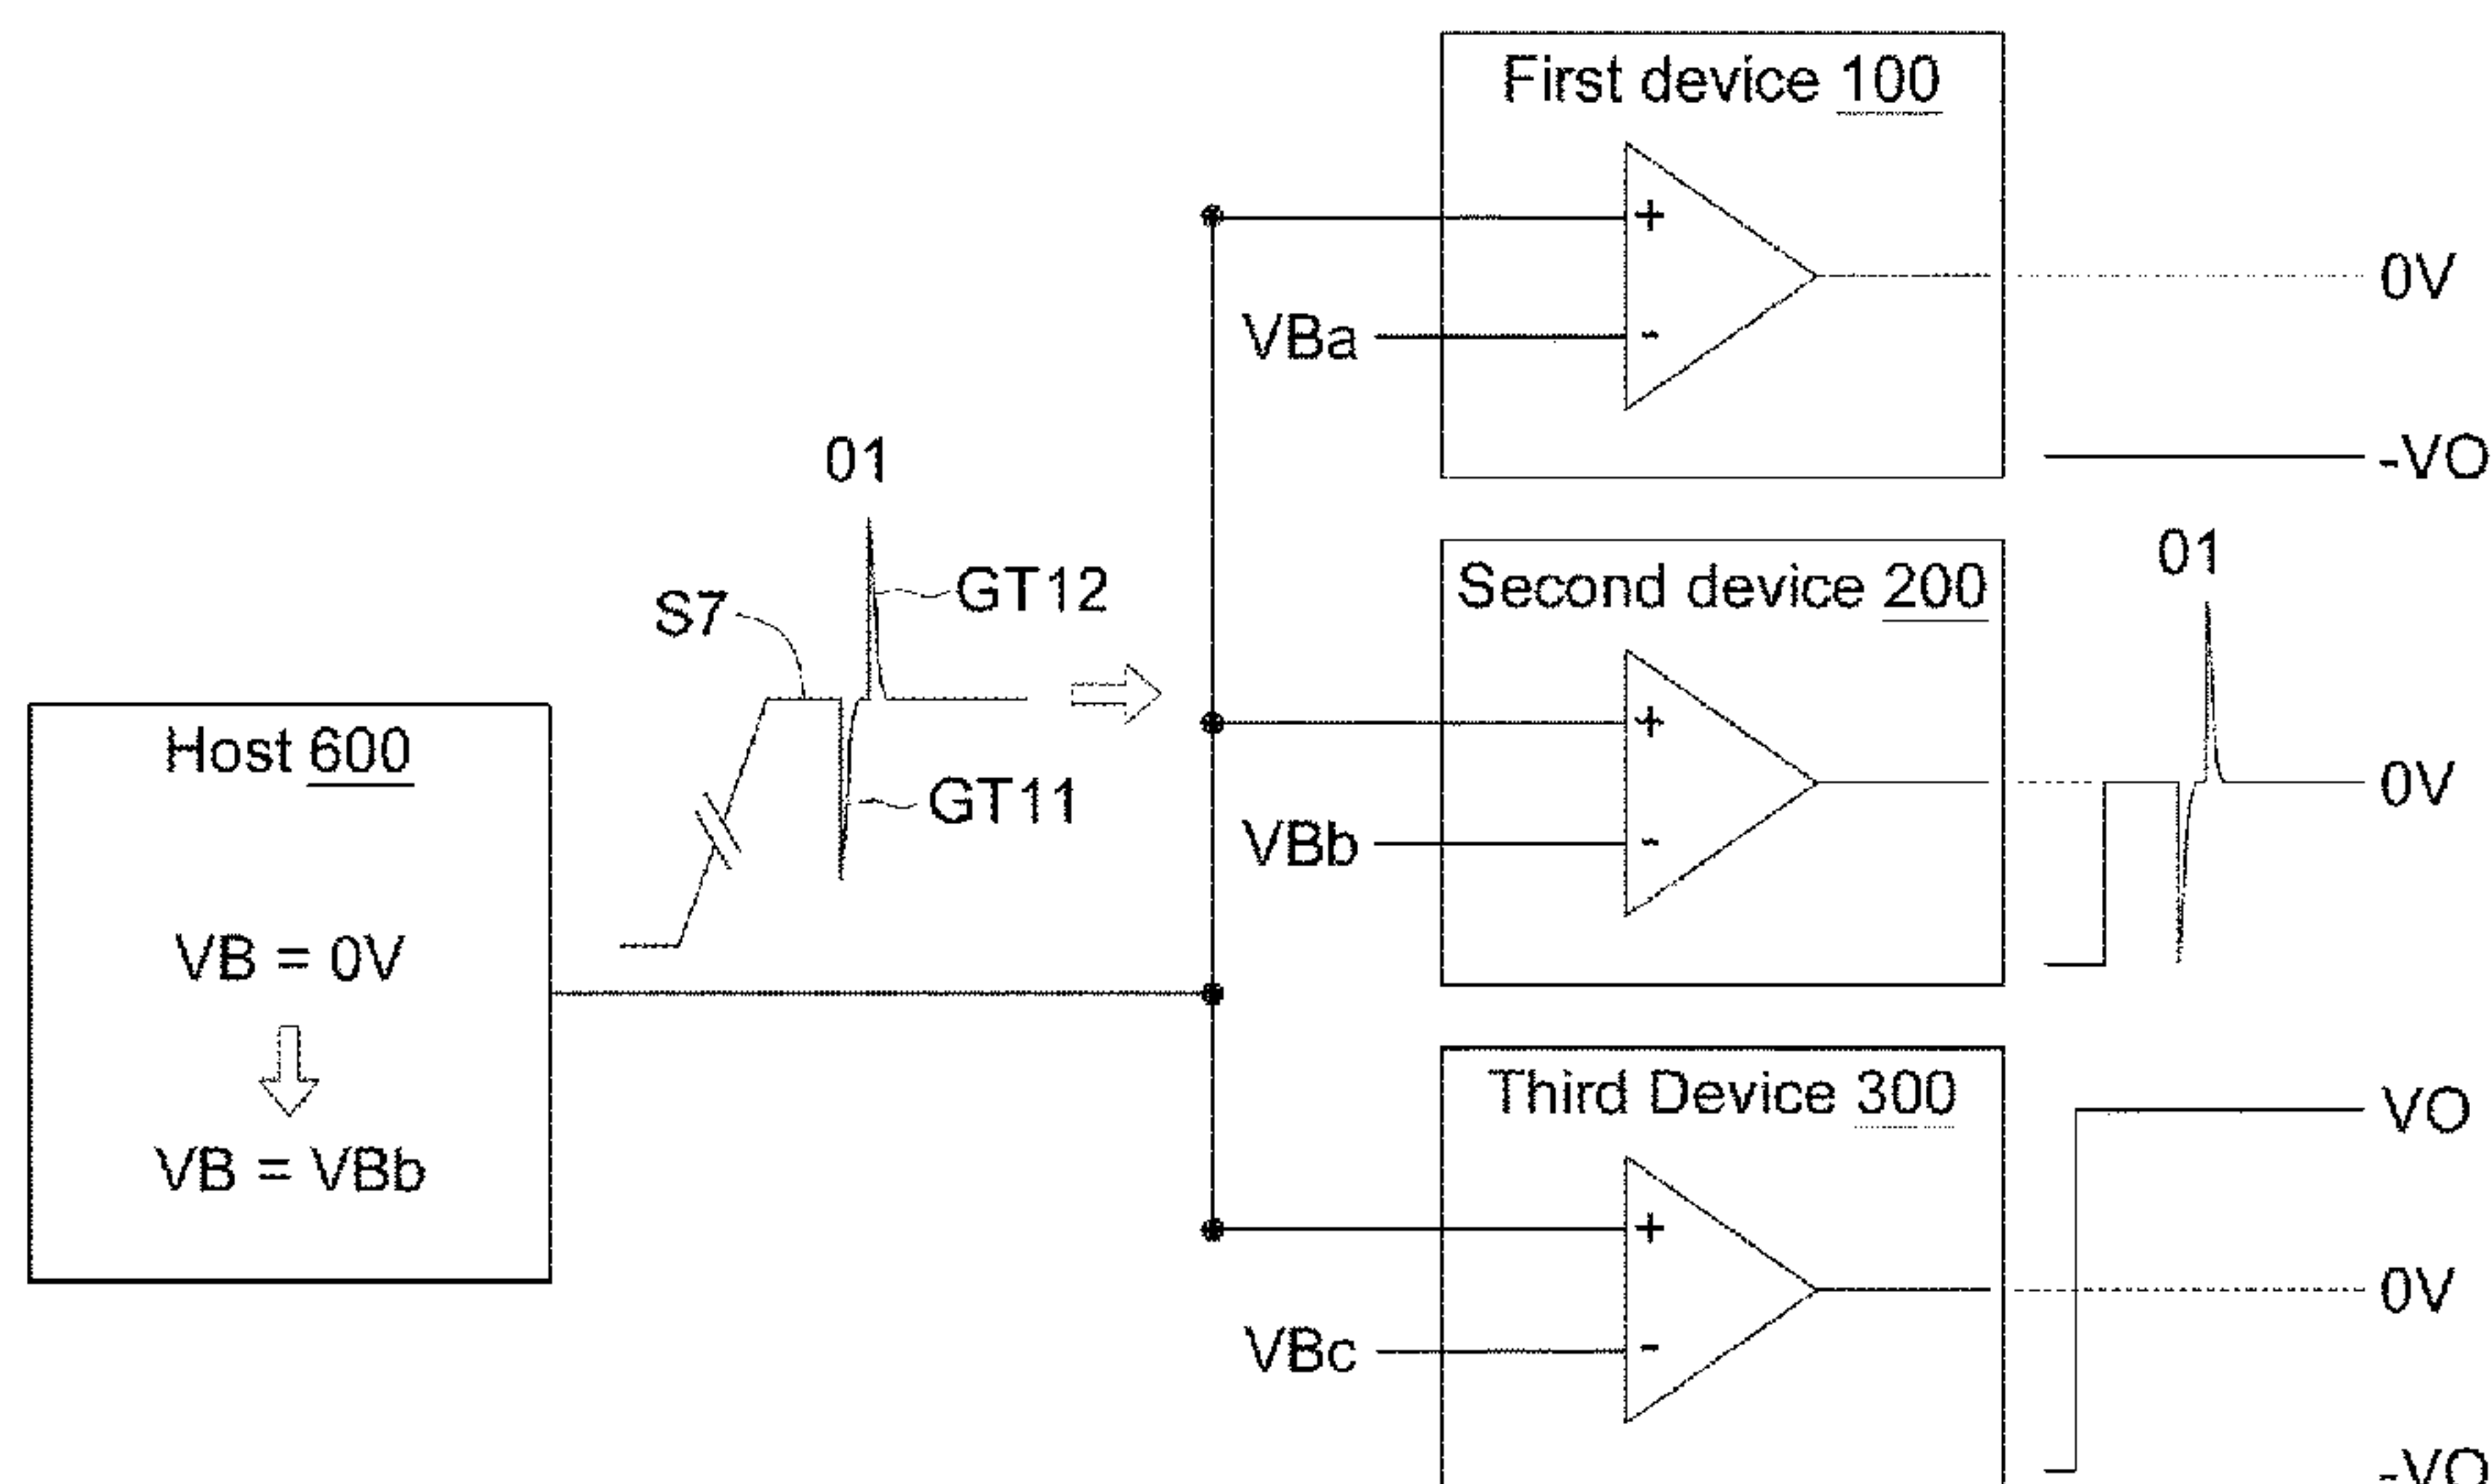 First device 100
+
0V
VBa
-
-VO
01
S7
GT12
GT11
Host 600
VB = 0V
VB = VBb
Second device 200
01
+
0V
VBb
-
Third Device 300
VO
+
0V
VBc
-
-VO